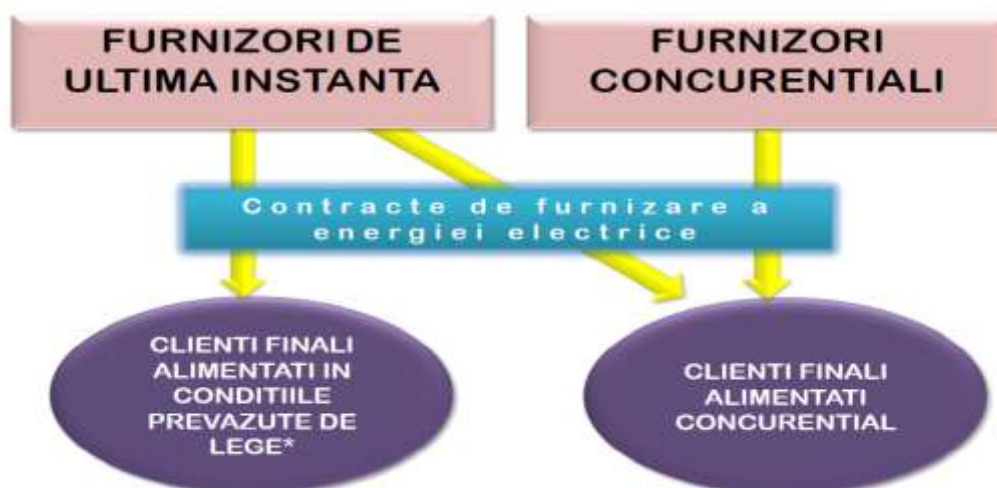 FURNIZORI DE
ULTIMA INSTANTA
FURNIZORI
CONCURENTIALI
Contracte de furnizare a
energiei electrice
CLIENTI FINALI
ALIMENTATI IN
CONDITIILE
PREVAZUTE DE
LEGE*
CLIENTI FINALI
ALIMENTATI
CONCURENTIAL